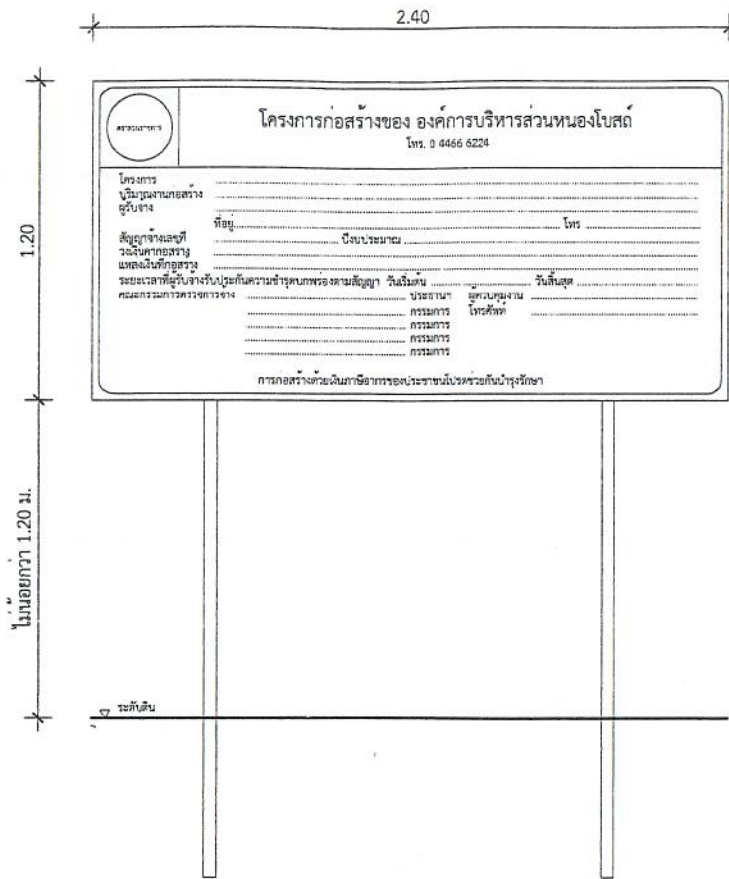 2.40
ตราส่วนราชการ
โครงการก่อสร้างของ องค์การบริหารส่วนหนองโบสถ์
โทร. 0 4466 6224
โครงการ
ปริมาณงานก่อสร้าง
ผู้รับจ้าง
ที่อยู่ โทร
สัญญาจ้างเลขที่ ปีงบประมาณ
วงเงินค่าก่อสร้าง
แหล่งเงินที่ก่อสร้าง
ระยะเวลาที่ผู้รับจ้างรับประกันความชำรุดบกพร่องตามสัญญา วันเริ่มต้น วันสิ้นสุด
คณะกรรมการตรวจการจ้าง ประธานฯ ผู้ควบคุมงาน
กรรมการ โทรศัพท์
กรรมการ
กรรมการ
กรรมการ
การก่อสร้างด้วยเงินภาษีอากรของประชาชนโปรดช่วยกันบำรุงรักษา
1.20
ไม่น้อยกว่า 1.20 ม.
ระดับดิน